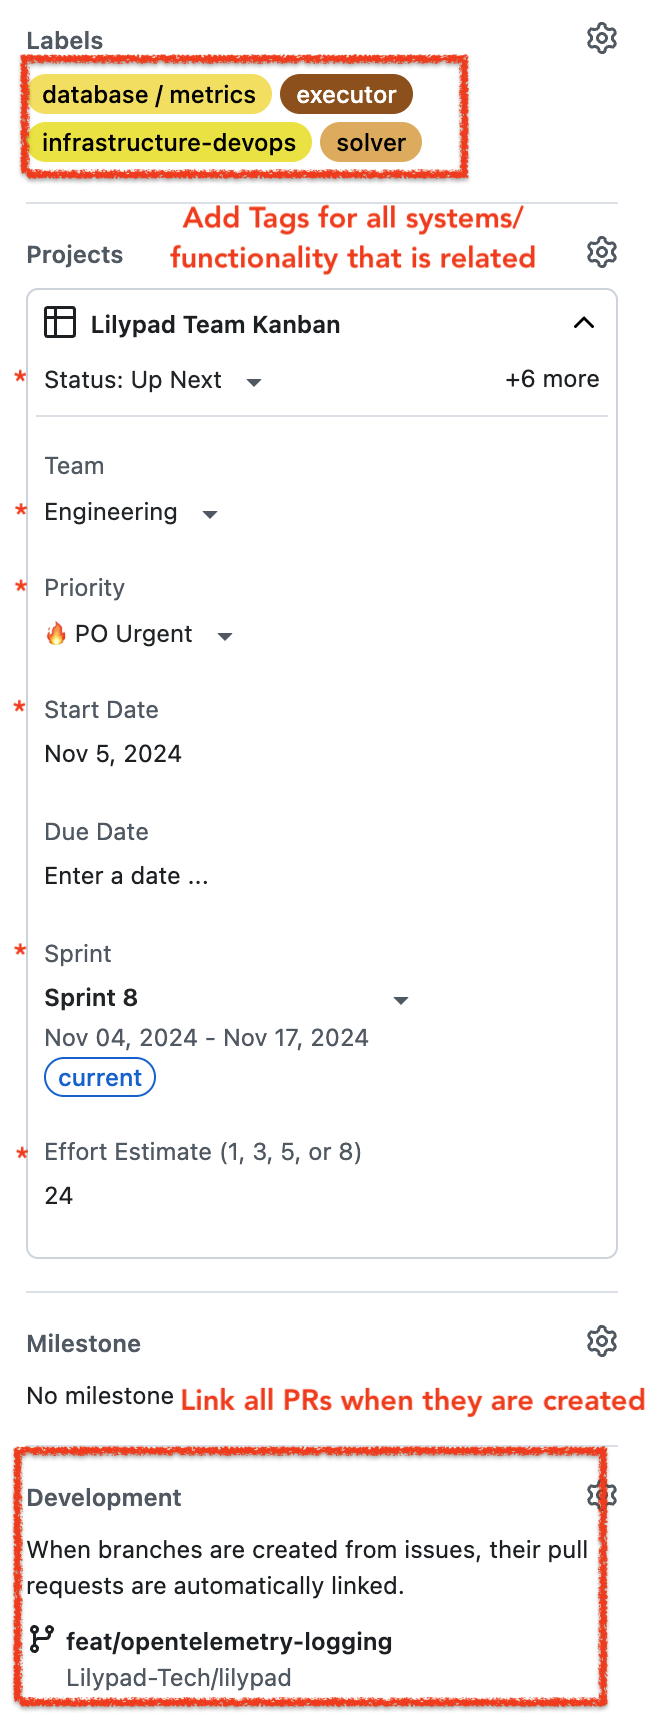 Labels
database / metrics executor
infrastructure-devops solver
Add Tags for all systems/
functionality that is related
Projects
Lilypad Team Kanban
* Status: Up Next +6 more
Team
* Engineering
* Priority
🔥 PO Urgent
* Start Date
Nov 5, 2024
Due Date
Enter a date ...
* Sprint
Sprint 8
Nov 04, 2024 - Nov 17, 2024
current
* Effort Estimate (1, 3, 5, or 8)
24
Milestone
No milestone Link all PRs when they are created
Development
When branches are created from issues, their pull
requests are automatically linked.
feat/opentelemetry-logging
Lilypad-Tech/lilypad